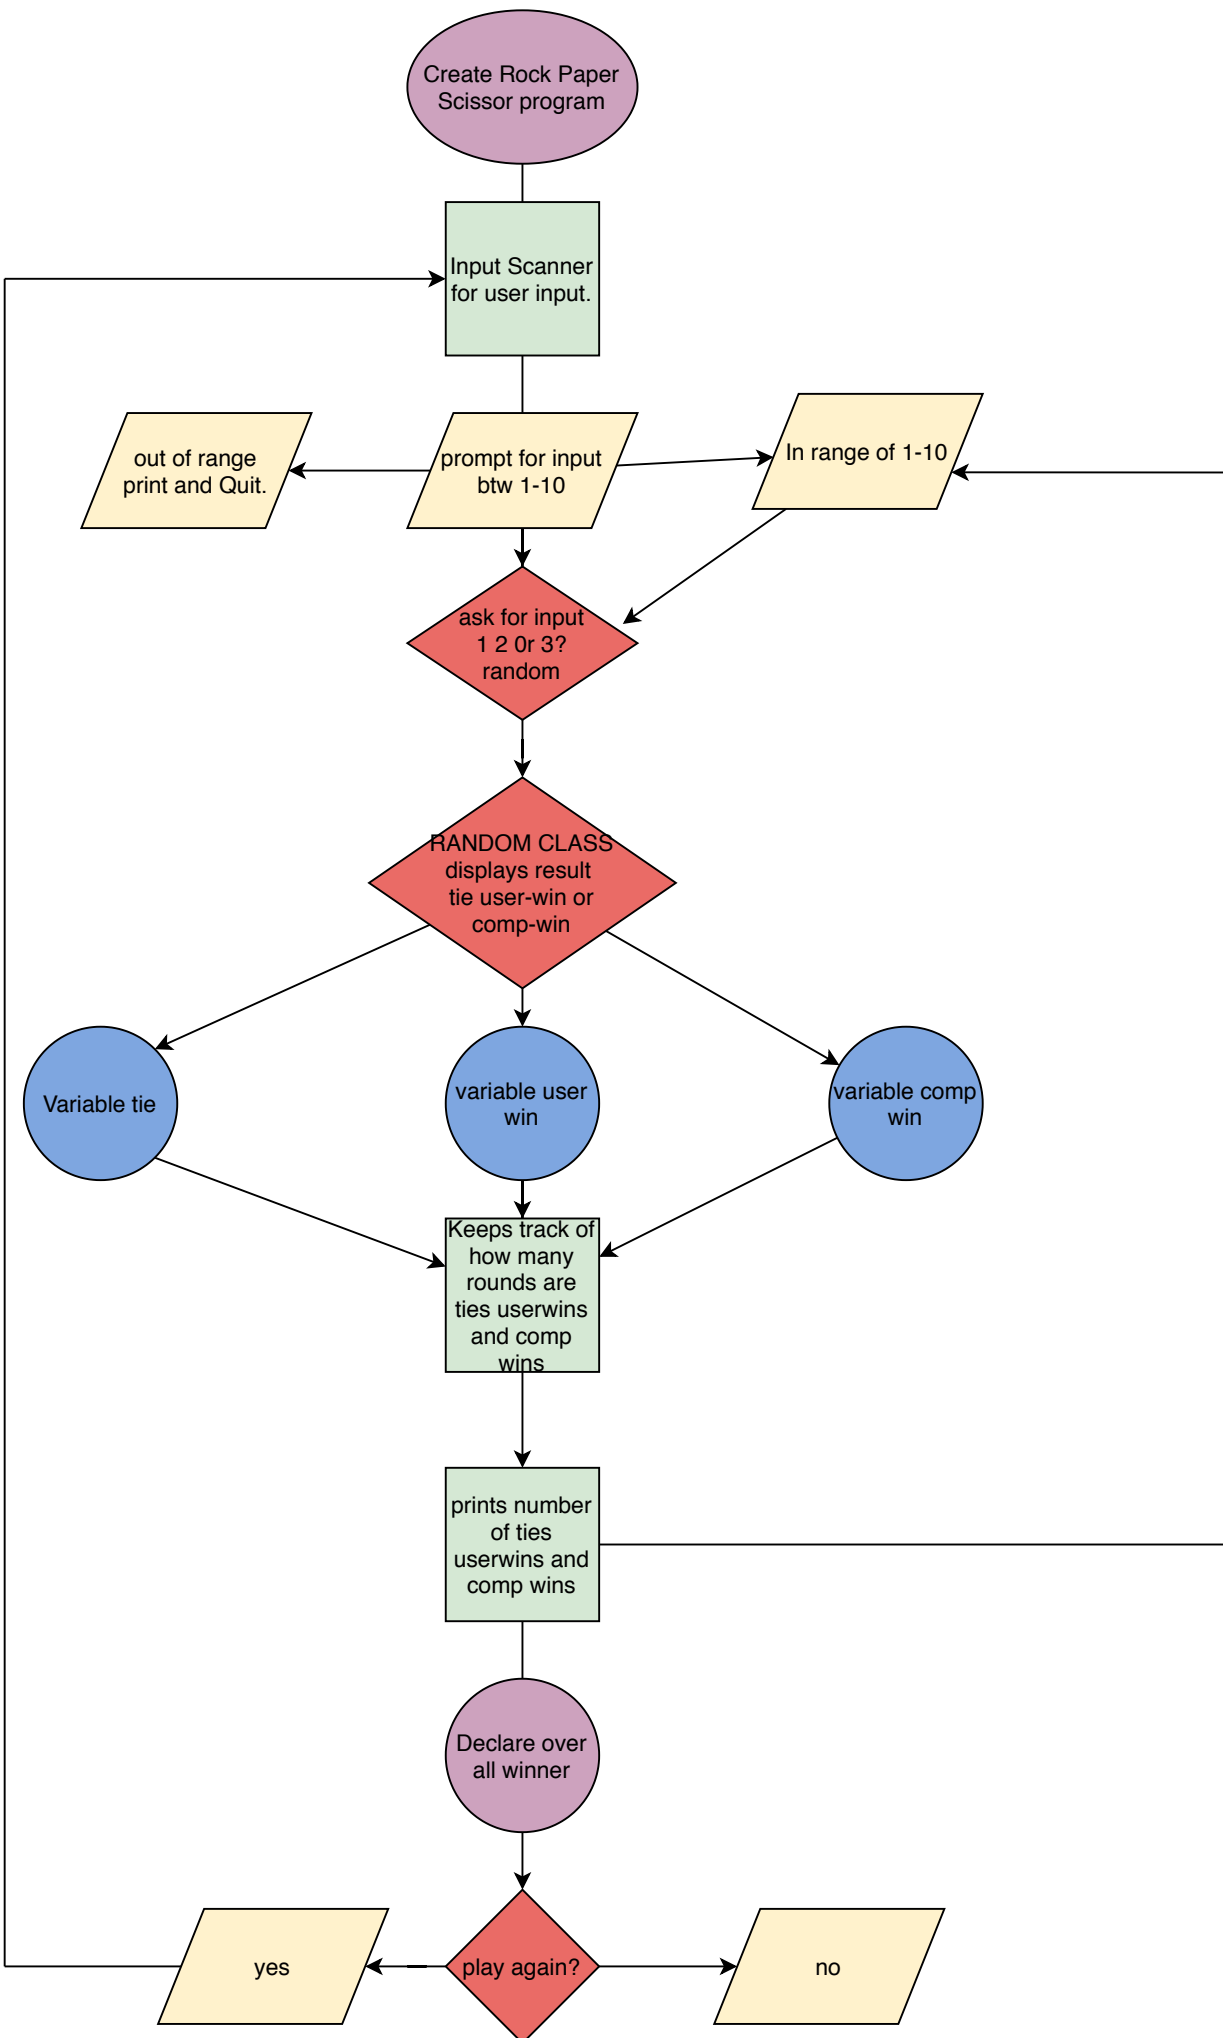 Create Rock Paper
Scissor program
Input Scanner
for user input.
out of range
print and Quit.
prompt for input
btw 1-10
In range of 1-10
ask for input
1 2 0r 3?
random
RANDOM CLASS
displays result
tie user-win or
comp-win
Variable tie
variable user
win
variable comp
win
Keeps track of
how many
rounds are
ties userwins
and comp
wins
prints number
of ties
userwins and
comp wins
Declare over
all winner
yes
play again?
no